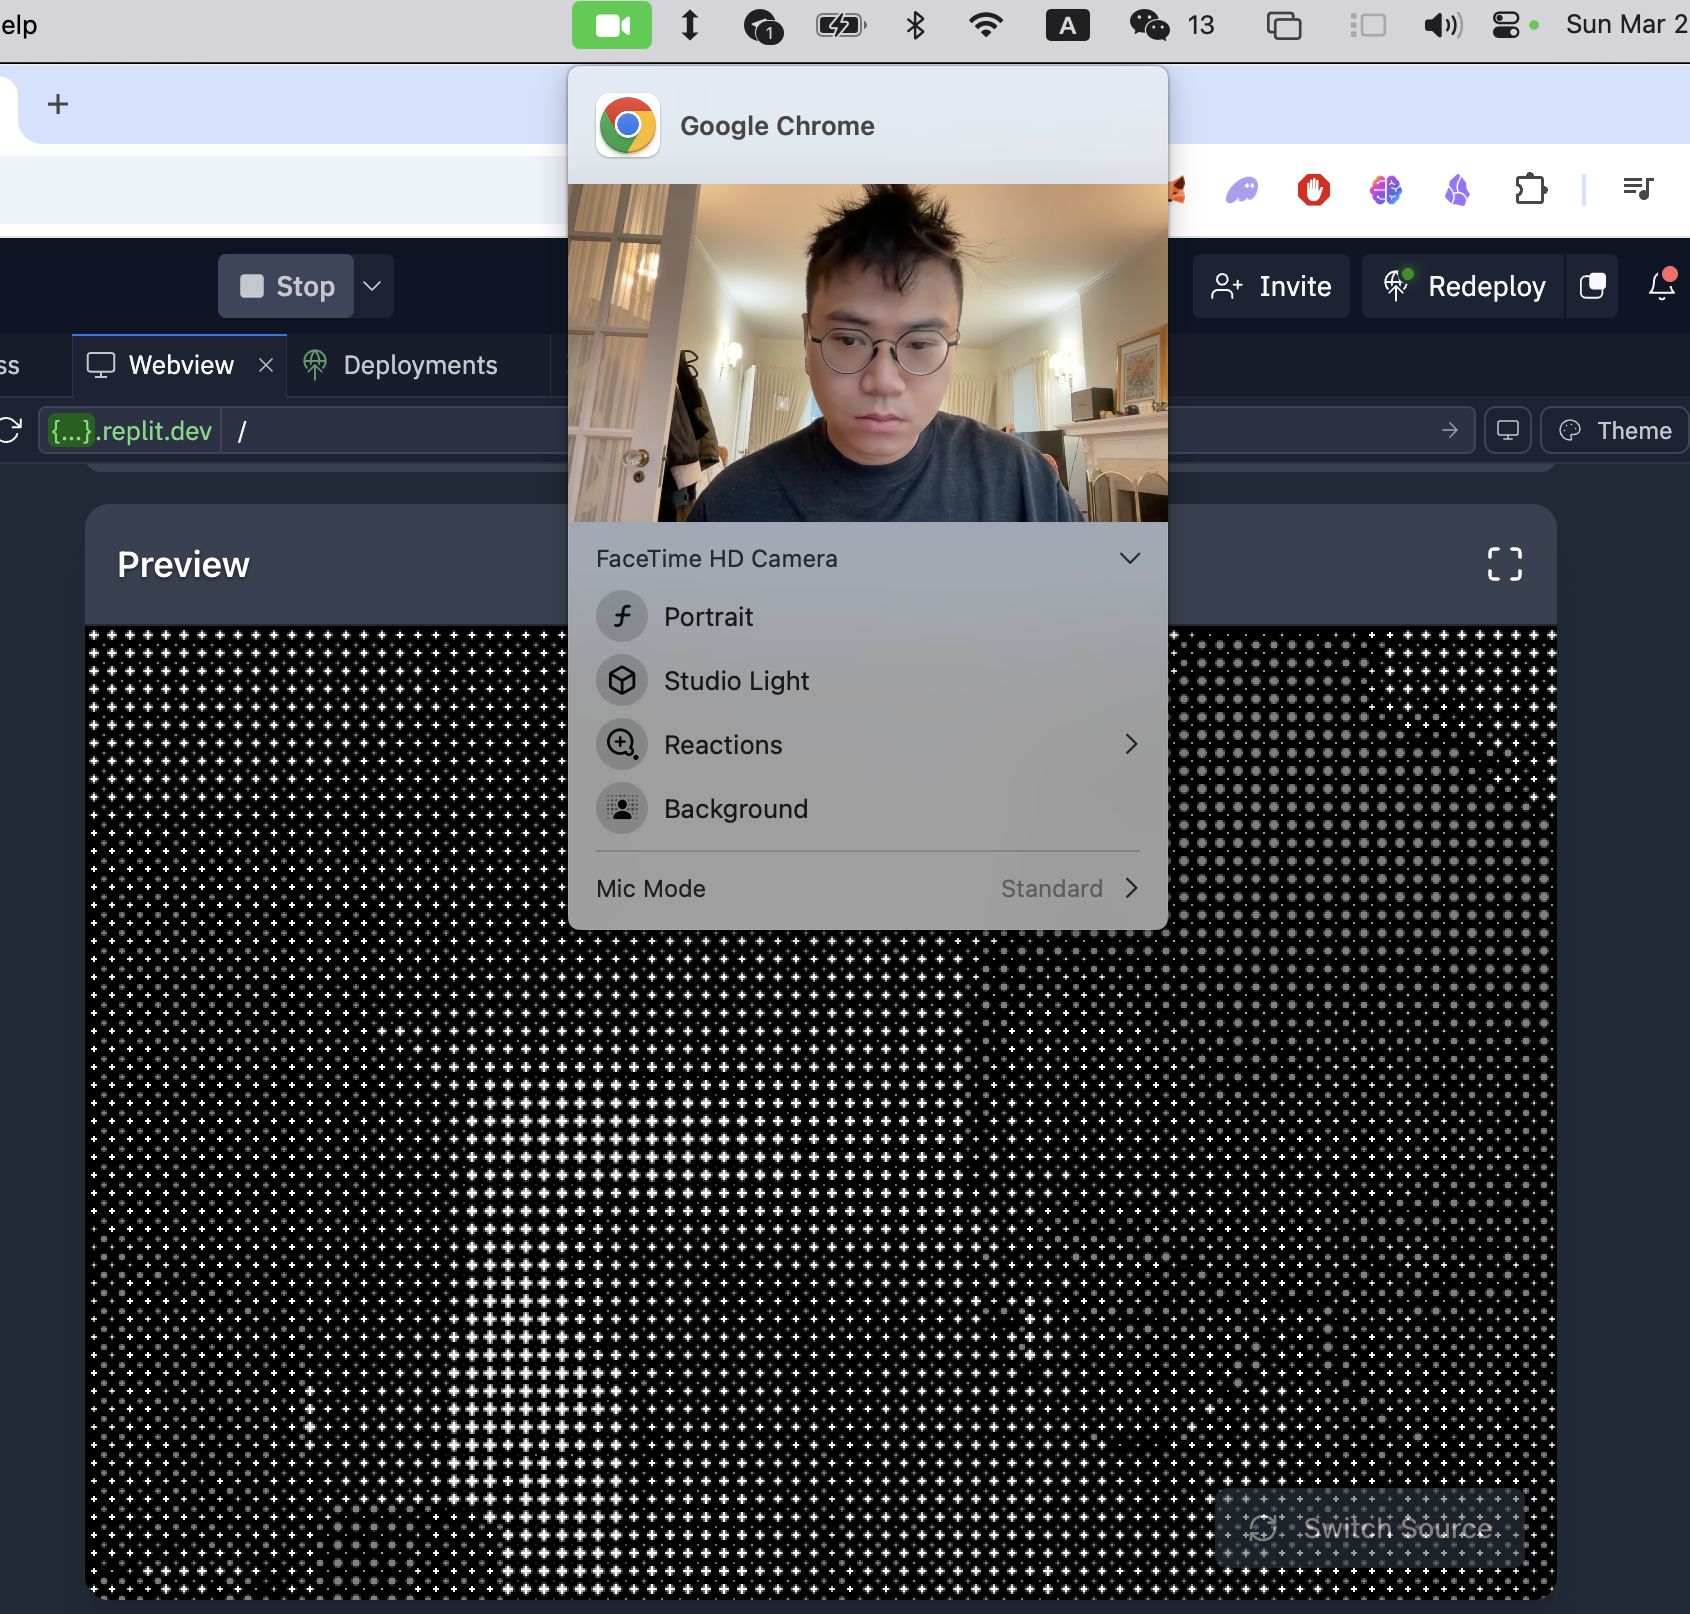 elp
1
A
13
Sun Mar 2
Google Chrome
Stop
Invite
Redeploy
ss
Webview
Deployments
{...}.replit.dev
/
Theme
Preview
FaceTime HD Camera
Portrait
Studio Light
Reactions
Background
Mic Mode
Standard
Switch Source